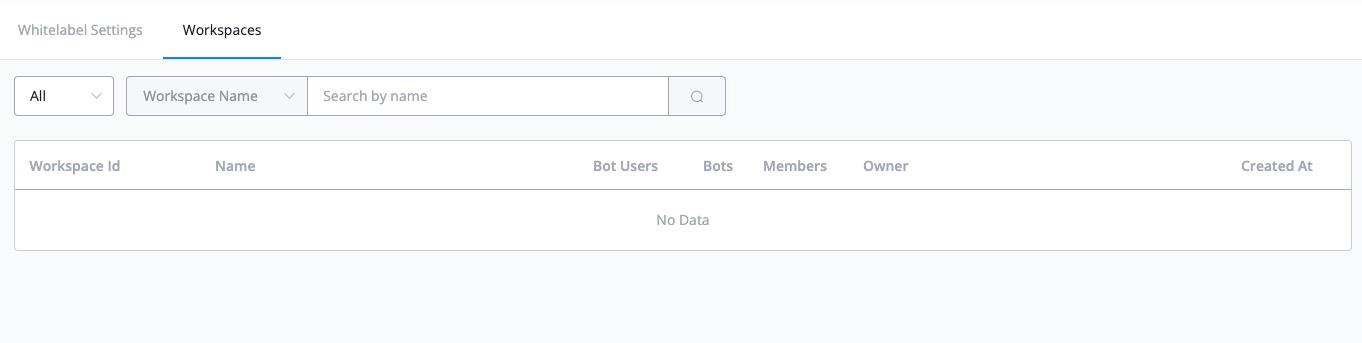 Whitelabel Settings Workspaces
All Workspace Name Search by name
Workspace Id Name Bot Users Bots Members Owner Created At
No Data